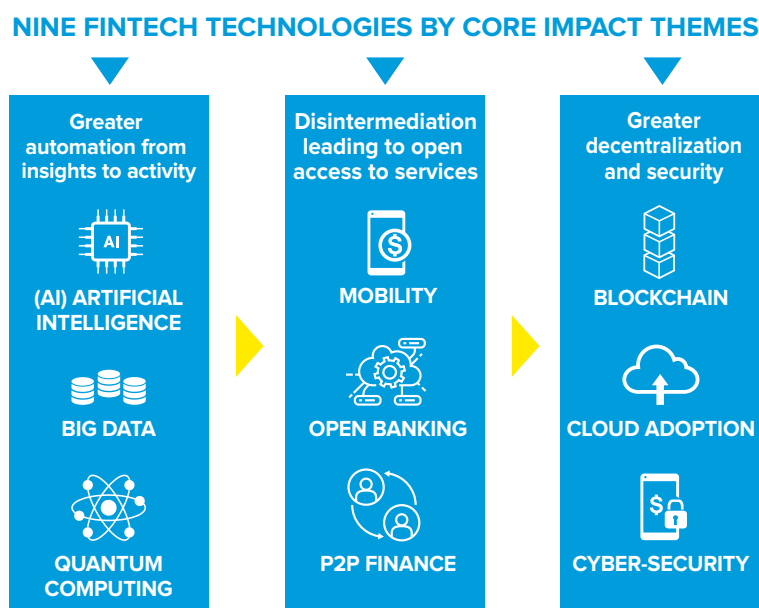 NINE FINTECH TECHNOLOGIES BY CORE IMPACT THEMES
Greater
automation from
insights to activity
AI
(AI) ARTIFICIAL
INTELLIGENCE
BIG DATA
QUANTUM
COMPUTING
Disintermediation
leading to open
access to services
$
MOBILITY
OPEN BANKING
P2P FINANCE
Greater
decentralization
and security
BLOCKCHAIN
CLOUD ADOPTION
$
CYBER-SECURITY